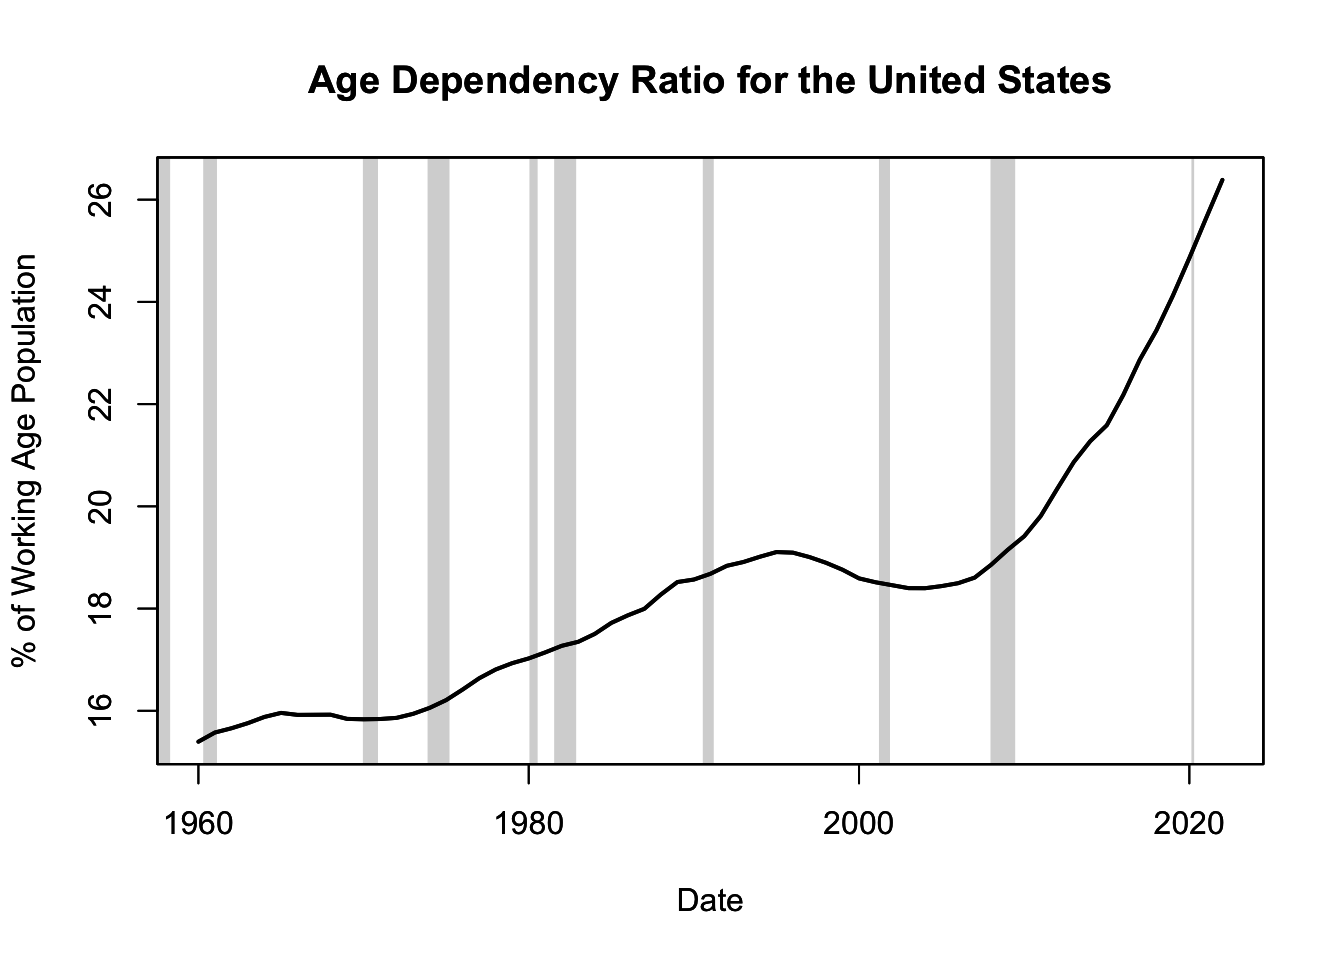 Age Dependency Ratio for the United States
% of Working Age Population
26
24
22
20
18
16
1960 1980 2000 2020
Date